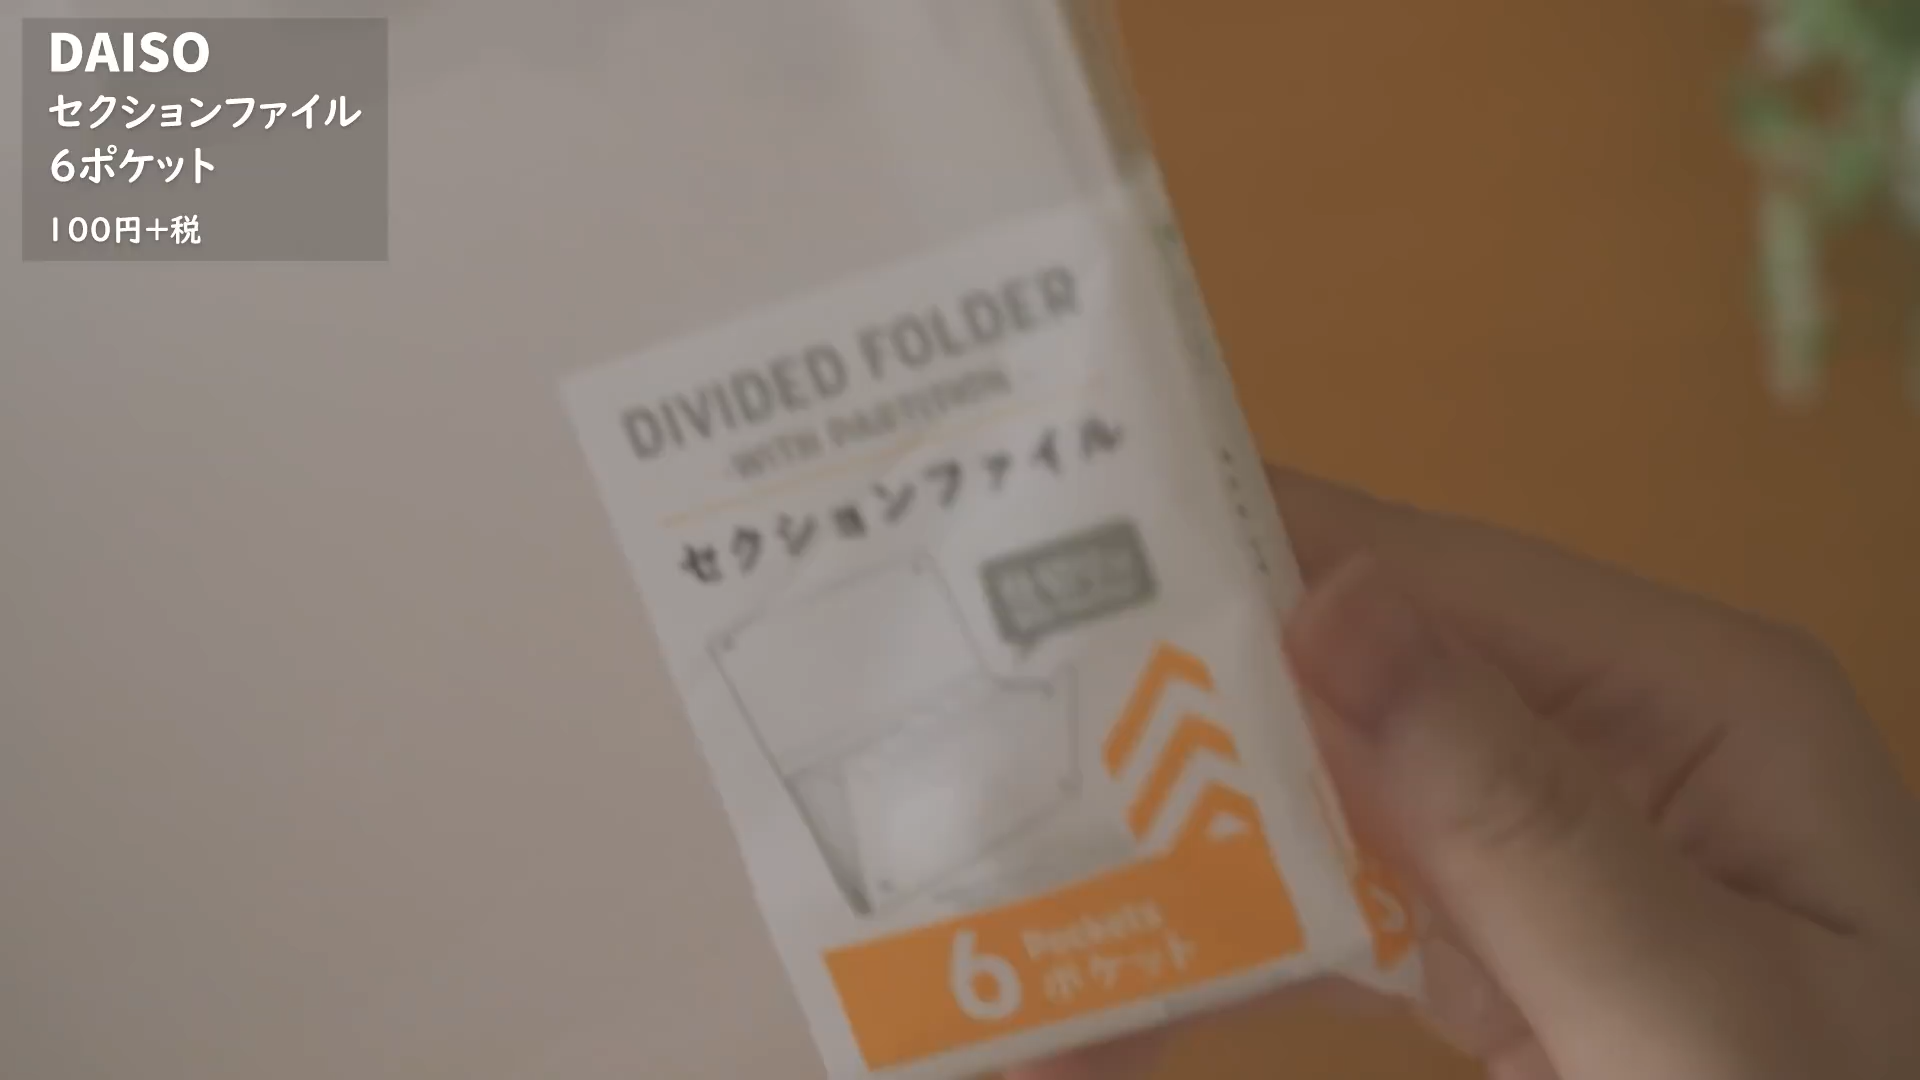 DAISO
セクションファイル
6ポケット
100円+税
DIVIDED FOLDER
WITH PARTITION
セクションファイル
6 Pockets
ポケット